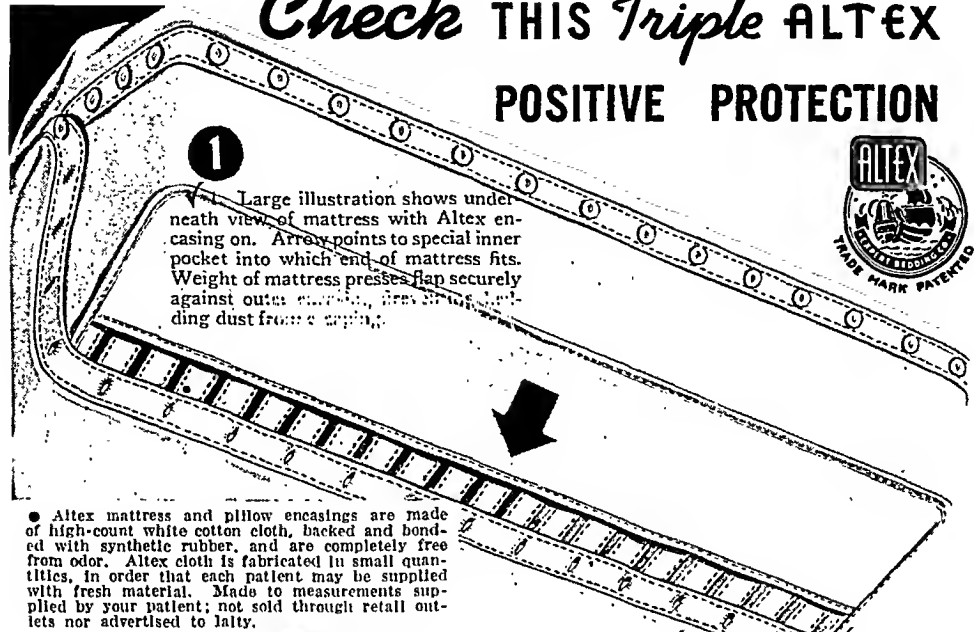 Check THIS Triple ALTEX
POSITIVE PROTECTION
ALTEX
BEDDING
TRADE MARK PATENTED
1
1. Large illustration shows under-
neath view of mattress with Altex en-
casing on. Arrow points to special inner
pocket into which end of mattress fits.
Weight of mattress presses flap securely
against
ding dust
● Altex mattress and pillow encasings are made
of high-count white cotton cloth, backed and bond-
ed with synthetic rubber, and are completely free
from odor. Altex cloth is fabricated in small quan-
tities, in order that each patient may be supplied
with fresh material. Made to measurements sup-
plied by your patient; not sold through retail out-
lets nor advertised to laity.